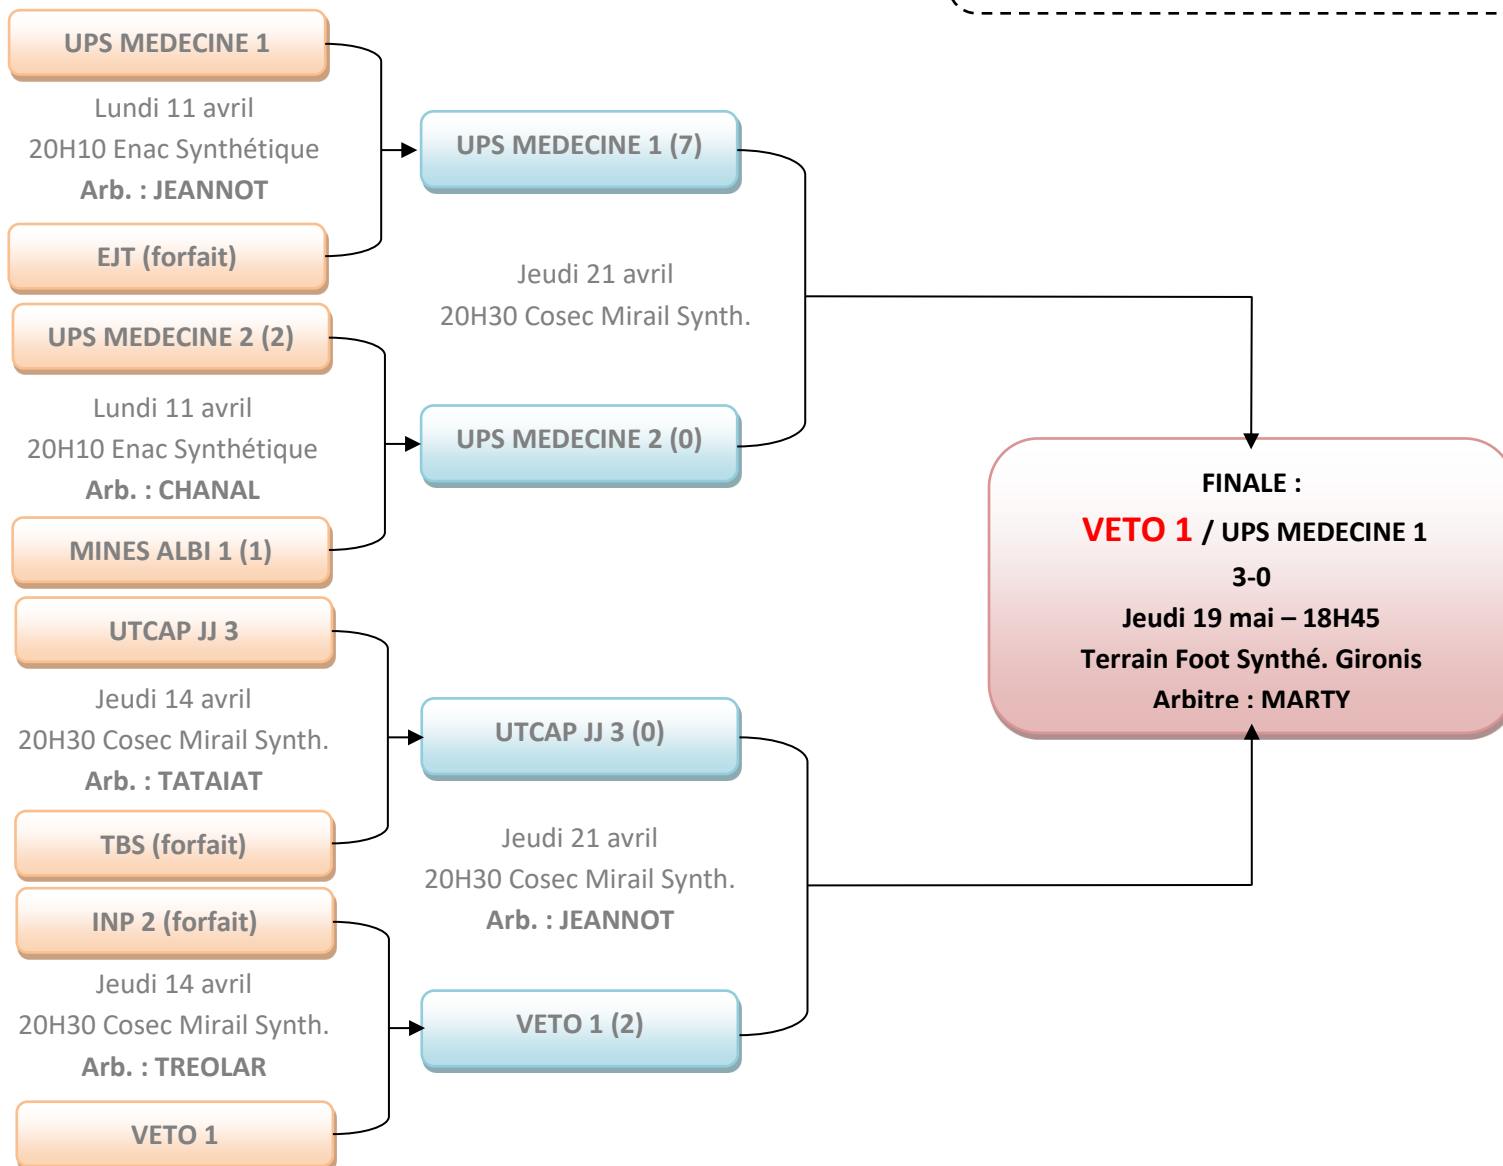 UPS MEDECINE 1
Lundi 11 avril
20H10 Enac Synthétique
Arb. : JEANNOT
EJT (forfait)
UPS MEDECINE 2 (2)
Lundi 11 avril
20H10 Enac Synthétique
Arb. : CHANAL
MINES ALBI 1 (1)
UTCAP JJ 3
Jeudi 14 avril
20H30 Cosec Mirail Synth.
Arb. : TATAIAT
TBS (forfait)
INP 2 (forfait)
Jeudi 14 avril
20H30 Cosec Mirail Synth.
Arb. : TREOLAR
VETO 1
UPS MEDECINE 1 (7)
Jeudi 21 avril
20H30 Cosec Mirail Synth.
UPS MEDECINE 2 (0)
UTCAP JJ 3 (0)
Jeudi 21 avril
20H30 Cosec Mirail Synth.
Arb. : JEANNOT
VETO 1 (2)
FINALE :
VETO 1 / UPS MEDECINE 1
3-0
Jeudi 19 mai – 18H45
Terrain Foot Synthé. Gironis
Arbitre : MARTY